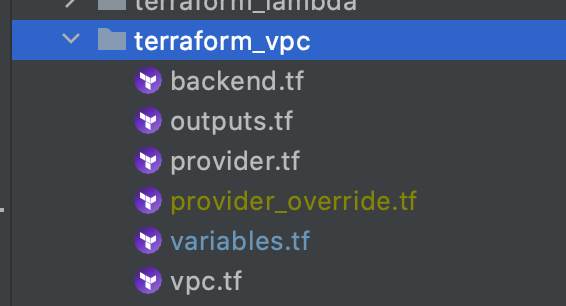 terraform_lambda
terraform_vpc
backend.tf
outputs.tf
provider.tf
provider_override.tf
variables.tf
vpc.tf